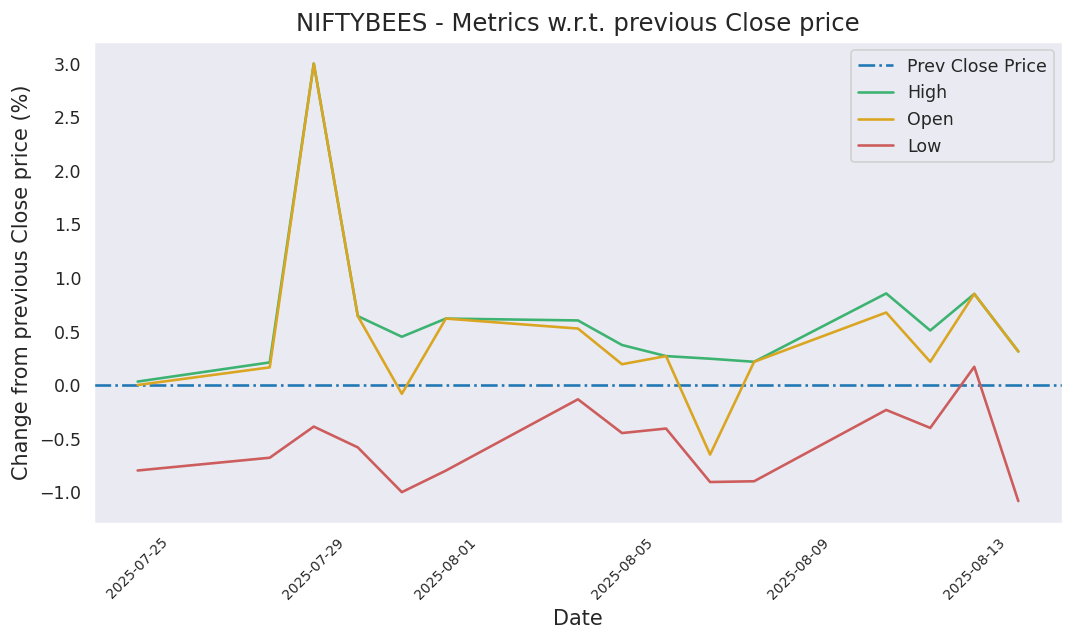 NIFTYBEES - Metrics w.r.t. previous Close price
Prev Close Price
High
Open
Low
Change from previous Close price (%)
3.0
2.5
2.0
1.5
1.0
0.5
0.0
−0.5
−1.0
2025-07-25
2025-07-29
2025-08-01
2025-08-05
2025-08-09
2025-08-13
Date